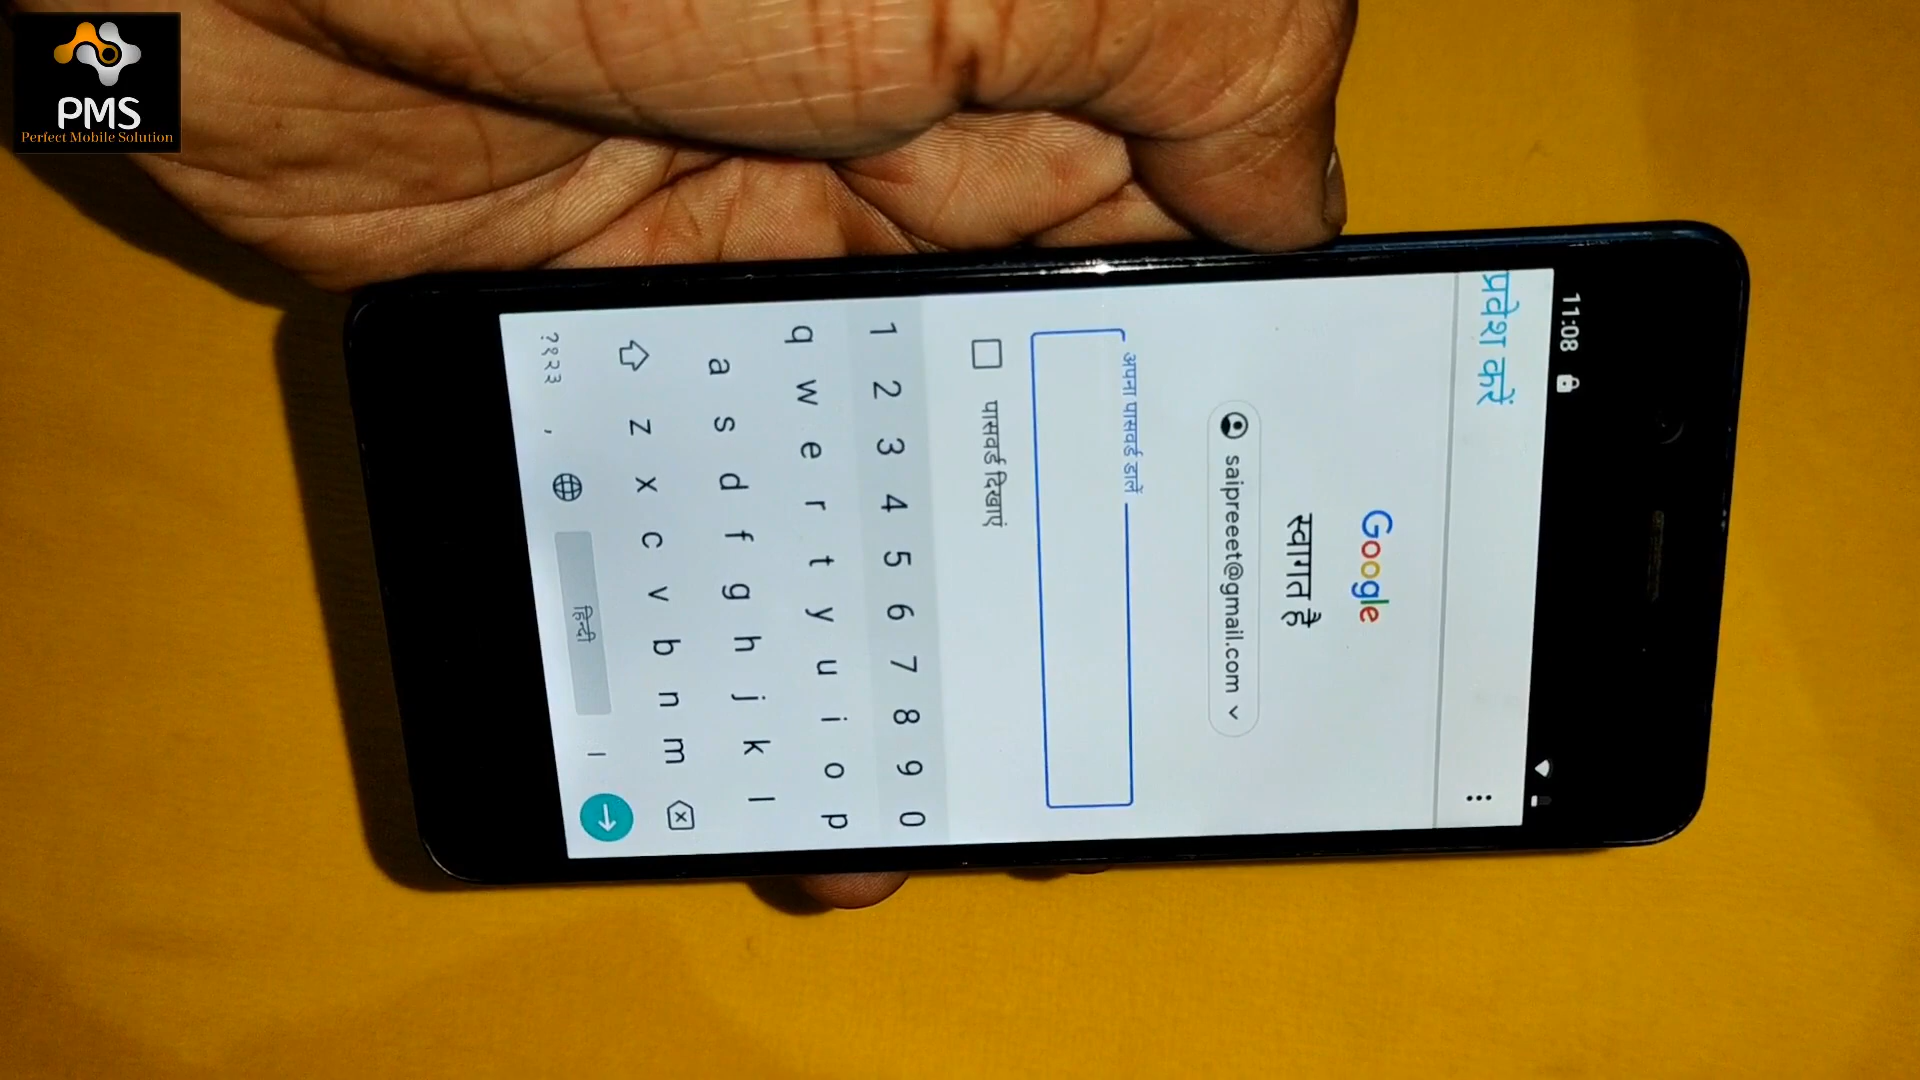 PMS
Perfect Mobile Solution
11:08
प्रवेश करें
Google
स्वागत है
saipreeet@gmail.com
अपना पासवर्ड डालें
पासवर्ड दिखाएं
1 2 3 4 5 6 7 8 9 0
q w e r t y u i o p
a s d f g h j k l
z x c v b n m
?१२३ , हिन्दी ।